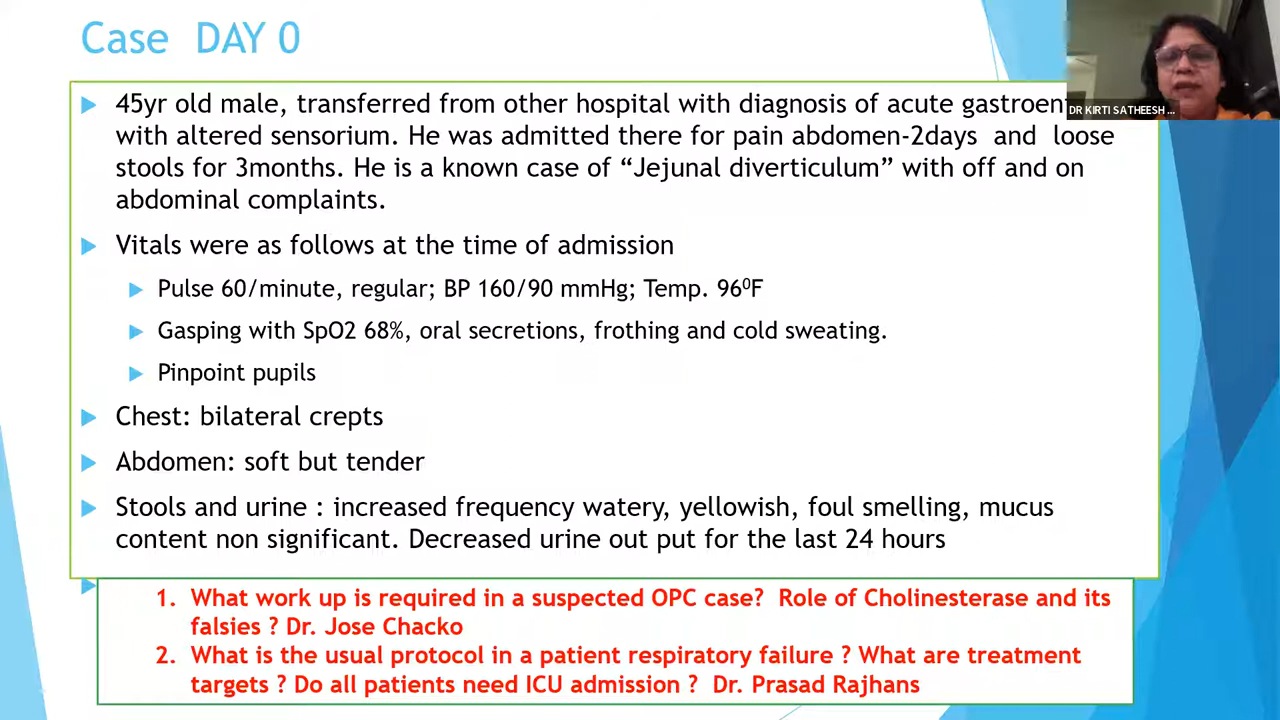 Case DAY 0
45yr old male, transferred from other hospital with diagnosis of acute
with altered sensorium. He was admitted there for pain abdomen-2days and loose
stools for 3months. He is a known case of “Jejunal diverticulum” with off and on
abdominal complaints.
Vitals were as follows at the time of admission
Pulse 60/minute, regular; BP 160/90 mmHg; Temp. 96⁰F
Gasping with SpO2 68%, oral secretions, frothing and cold sweating.
Pinpoint pupils
Chest: bilateral crepts
Abdomen: soft but tender
Stools and urine : increased frequency watery, yellowish, foul smelling, mucus
content non significant. Decreased urine out put for the last 24 hours
1. What work up is required in a suspected OPC case? Role of Cholinesterase and its
falsies ? Dr. Jose Chacko
2. What is the usual protocol in a patient respiratory failure ? What are treatment
targets ? Do all patients need ICU admission ? Dr. Prasad Rajhans
DR KIRTI SATHEESH ...